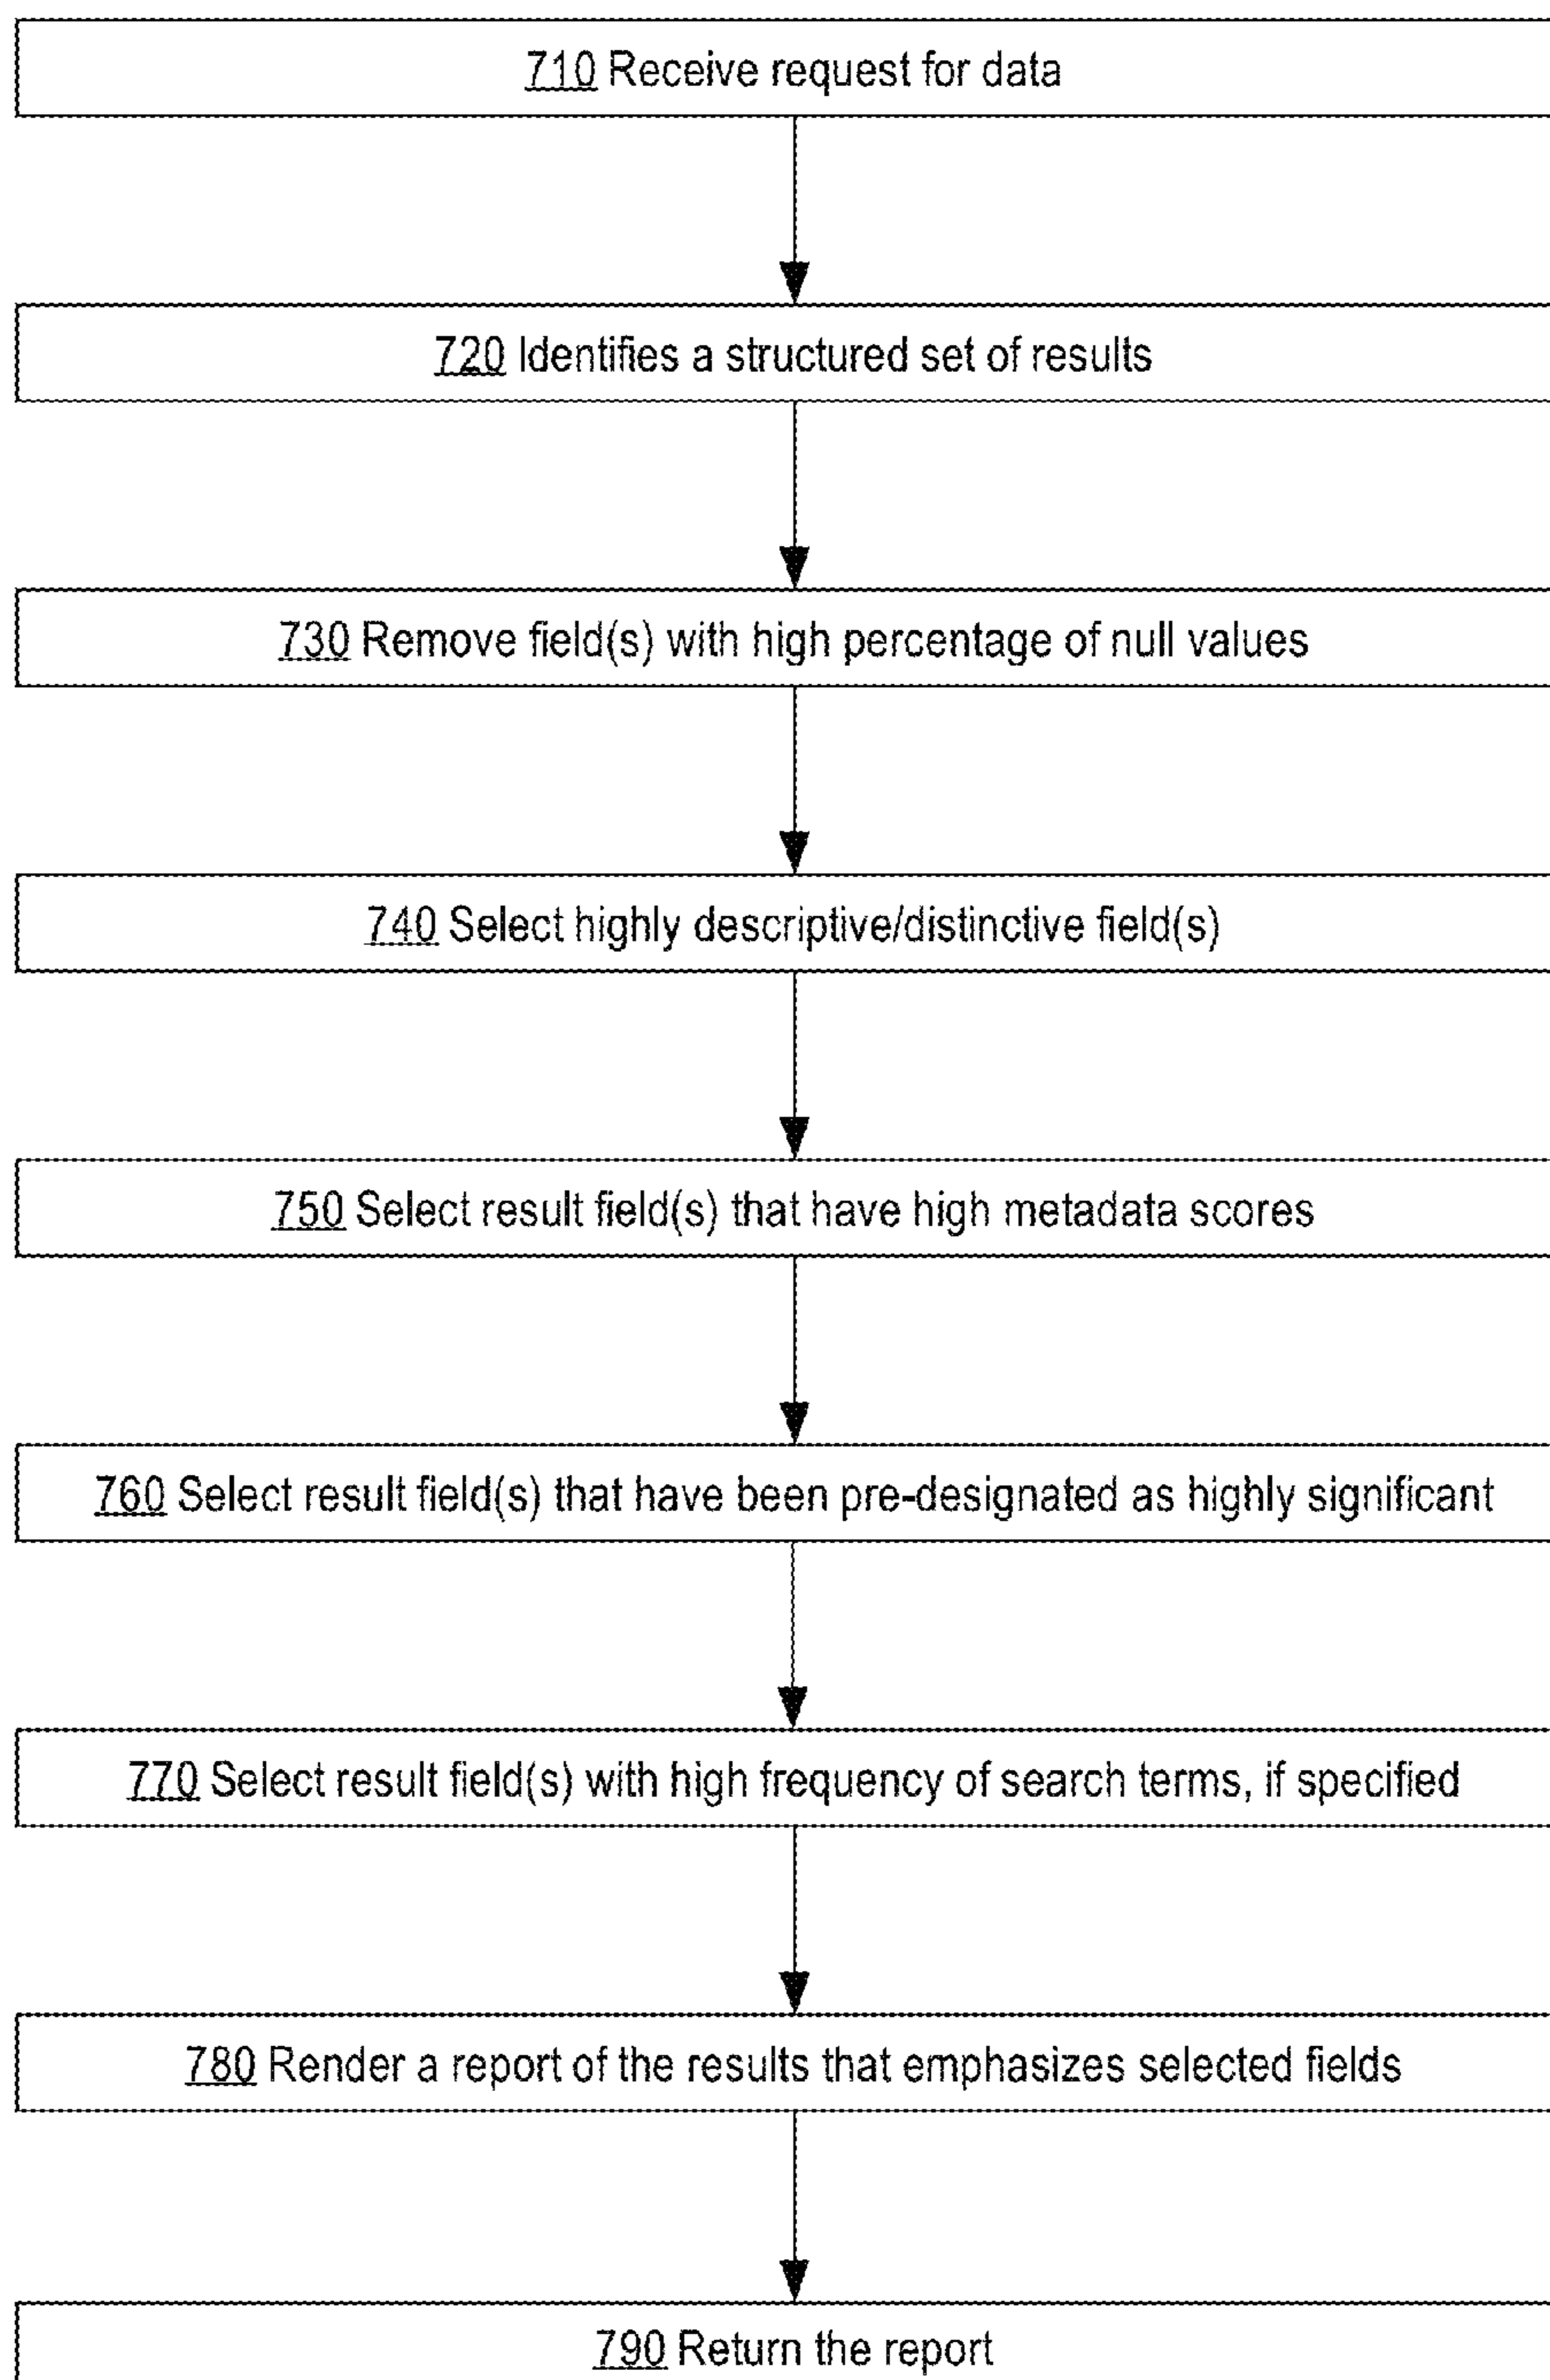 710 Receive request for data
720 Identifies a structured set of results
730 Remove field(s) with high percentage of null values
740 Select highly descriptive/distinctive field(s)
750 Select result field(s) that have high metadata scores
760 Select result field(s) that have been pre-designated as highly significant
770 Select result field(s) with high frequency of search terms, if specified
780 Render a report of the results that emphasizes selected fields
790 Return the report